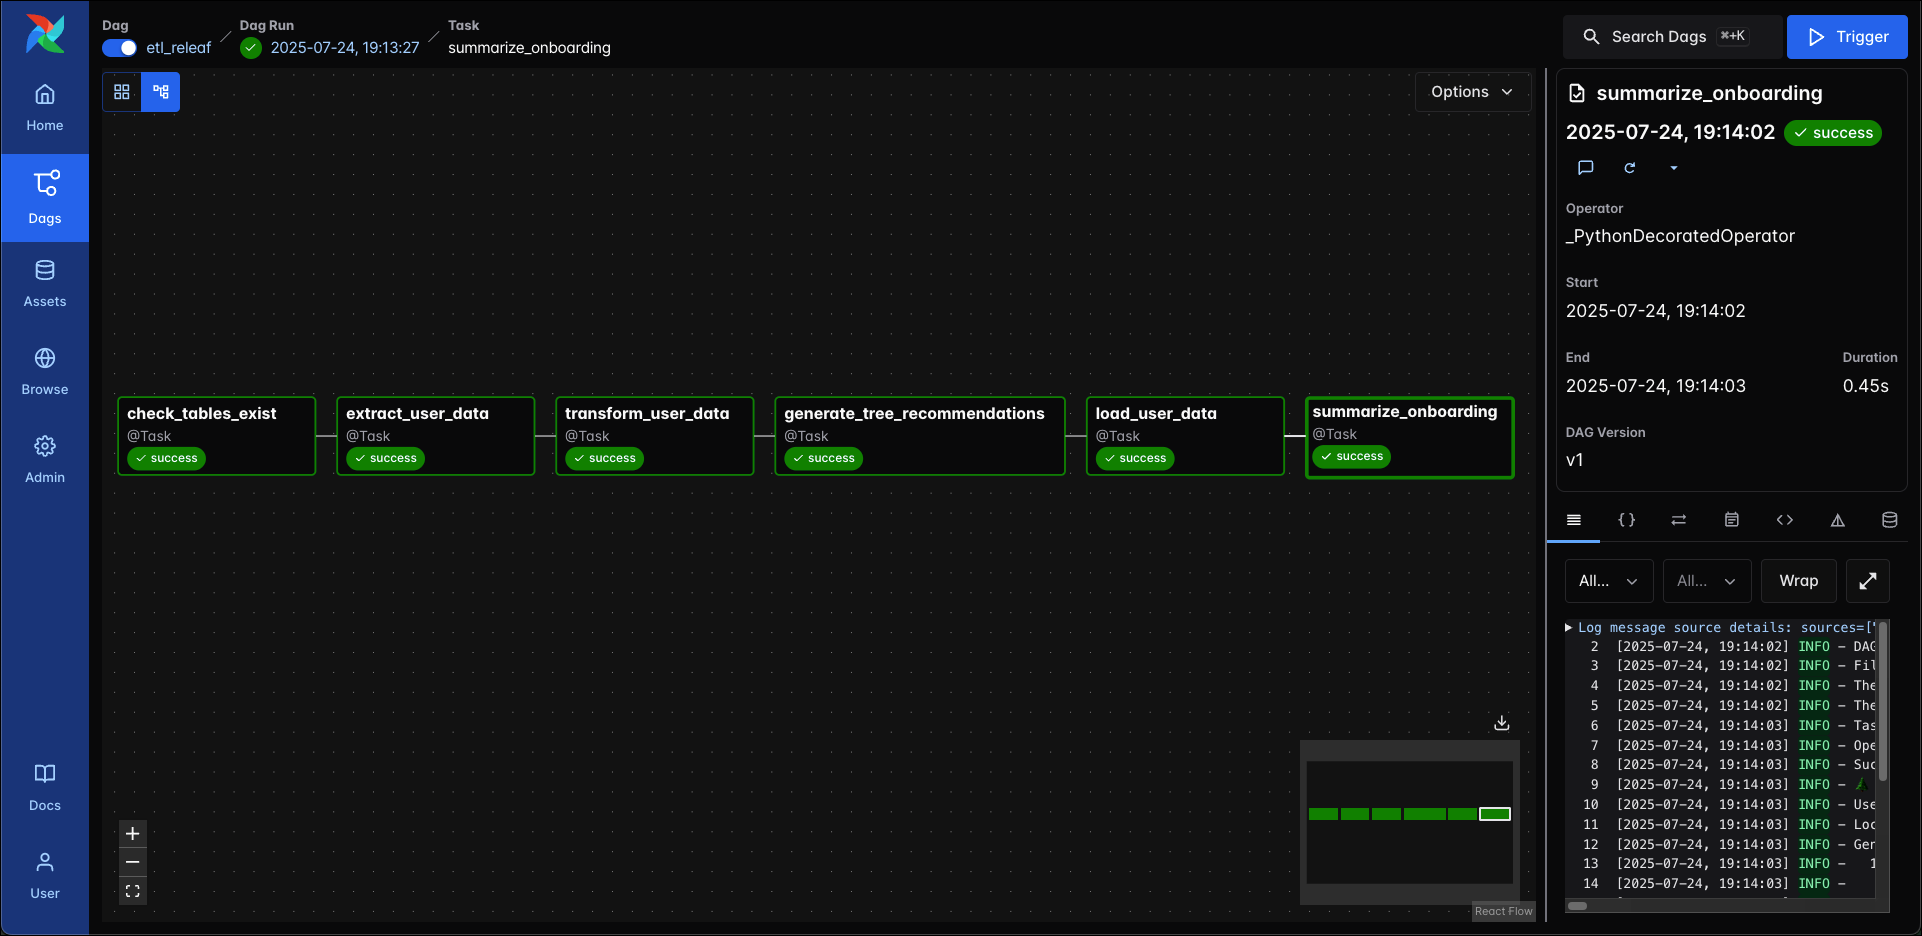 Dag
etl_releaf
Dag Run
2025-07-24, 19:13:27
Task
summarize_onboarding
Search Dags
⌘+K
Trigger
Home
Dags
Assets
Browse
Admin
Docs
User
Options
check_tables_exist
@Task
success
extract_user_data
@Task
success
transform_user_data
@Task
success
generate_tree_recommendations
@Task
success
load_user_data
@Task
success
summarize_onboarding
@Task
success
React Flow
summarize_onboarding
2025-07-24, 19:14:02 success
Operator
_PythonDecoratedOperator
Start
2025-07-24, 19:14:02
End Duration
2025-07-24, 19:14:03 0.45s
DAG Version
v1
All... All... Wrap
Log message source details: sources=["
2 [2025-07-24, 19:14:02] INFO - DAG
3 [2025-07-24, 19:14:02] INFO - Fil
4 [2025-07-24, 19:14:02] INFO - The
5 [2025-07-24, 19:14:02] INFO - The
6 [2025-07-24, 19:14:03] INFO - Tas
7 [2025-07-24, 19:14:03] INFO - Ope
8 [2025-07-24, 19:14:03] INFO - Suc
9 [2025-07-24, 19:14:03] INFO - 🌲
10 [2025-07-24, 19:14:03] INFO - Use
11 [2025-07-24, 19:14:03] INFO - Loc
12 [2025-07-24, 19:14:03] INFO - Gen
13 [2025-07-24, 19:14:03] INFO - 1
14 [2025-07-24, 19:14:03] INFO -